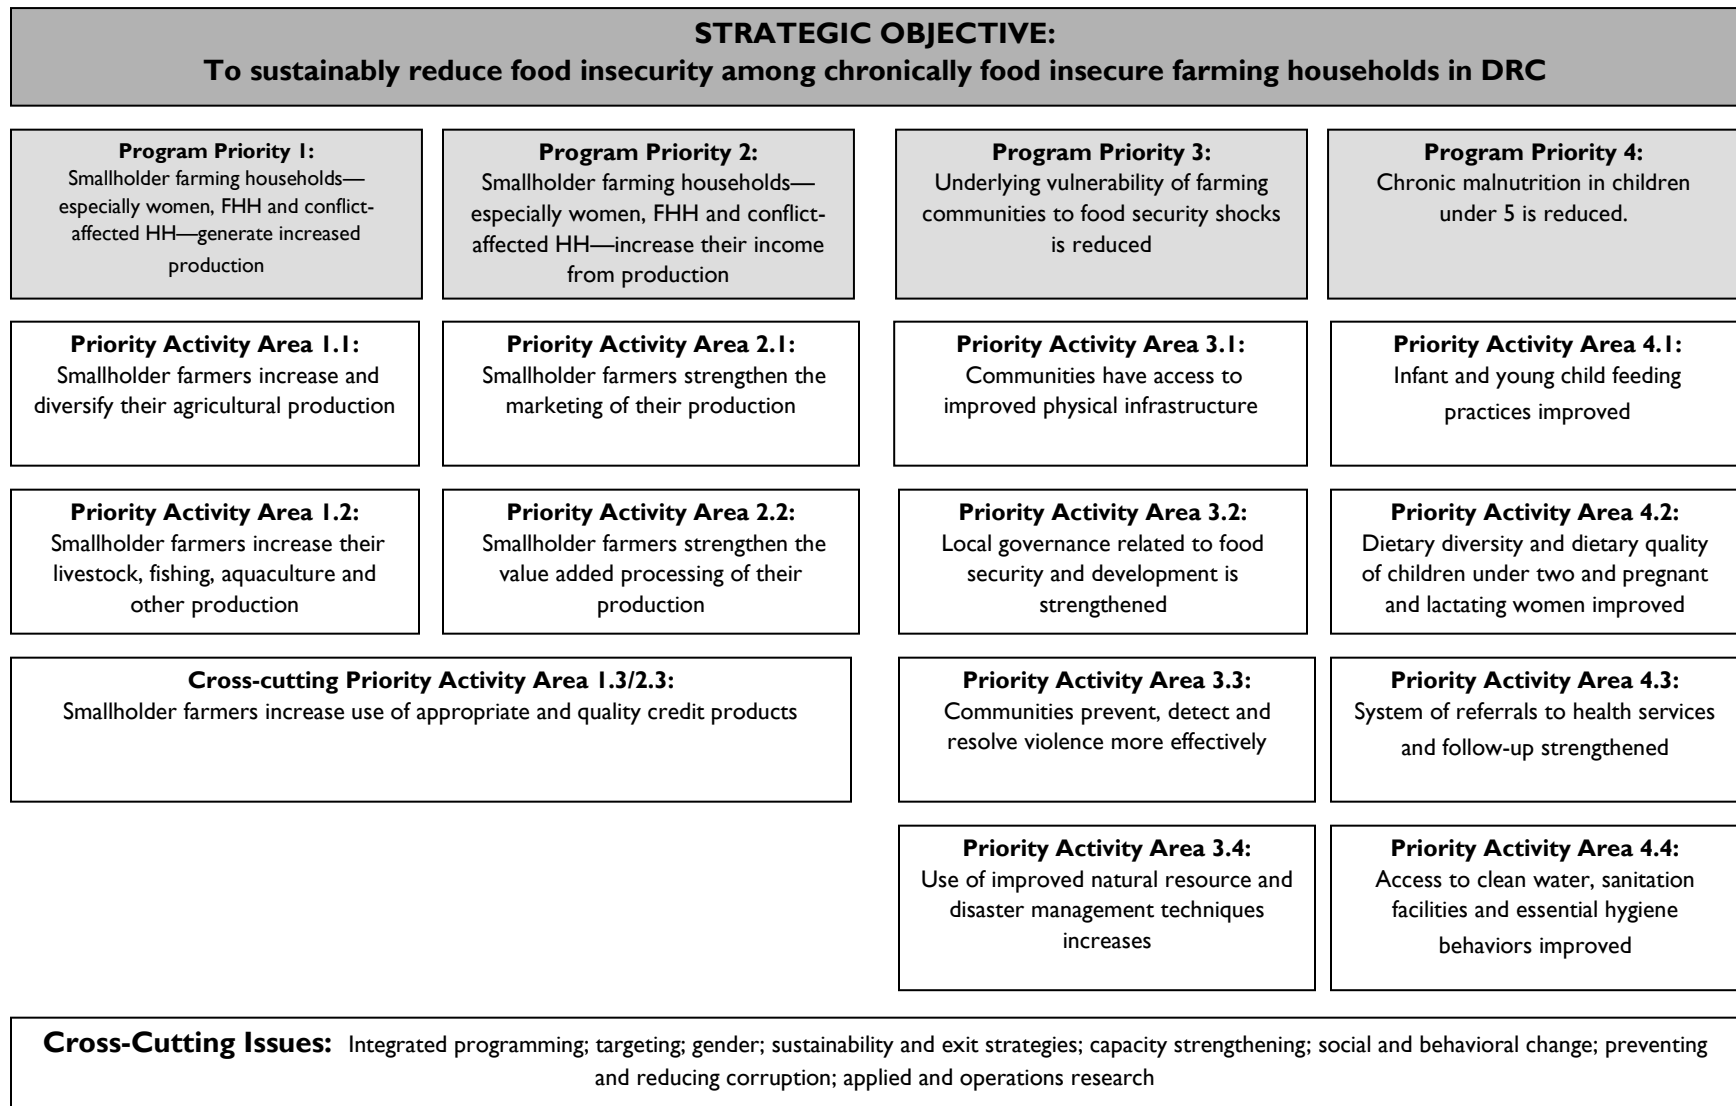 STRATEGIC OBJECTIVE:
To sustainably reduce food insecurity among chronically food insecure farming households in DRC
Program Priority 1:
Smallholder farming households—
especially women, FHH and conflict-
affected HH—generate increased
production
Program Priority 2:
Smallholder farming households—
especially women, FHH and conflict-
affected HH—increase their income
from production
Program Priority 3:
Underlying vulnerability of farming
communities to food security shocks
is reduced
Program Priority 4:
Chronic malnutrition in children
under 5 is reduced.
Priority Activity Area 1.1:
Smallholder farmers increase and
diversify their agricultural production
Priority Activity Area 2.1:
Smallholder farmers strengthen the
marketing of their production
Priority Activity Area 3.1:
Communities have access to
improved physical infrastructure
Priority Activity Area 4.1:
Infant and young child feeding
practices improved
Priority Activity Area 1.2:
Smallholder farmers increase their
livestock, fishing, aquaculture and
other production
Priority Activity Area 2.2:
Smallholder farmers strengthen the
value added processing of their
production
Priority Activity Area 3.2:
Local governance related to food
security and development is
strengthened
Priority Activity Area 4.2:
Dietary diversity and dietary quality
of children under two and pregnant
and lactating women improved
Cross-cutting Priority Activity Area 1.3/2.3:
Smallholder farmers increase use of appropriate and quality credit products
Priority Activity Area 3.3:
Communities prevent, detect and
resolve violence more effectively
Priority Activity Area 4.3:
System of referrals to health services
and follow-up strengthened
Priority Activity Area 3.4:
Use of improved natural resource and
disaster management techniques
increases
Priority Activity Area 4.4:
Access to clean water, sanitation
facilities and essential hygiene
behaviors improved
Cross-Cutting Issues: Integrated programming; targeting; gender; sustainability and exit strategies; capacity strengthening; social and behavioral change; preventing
and reducing corruption; applied and operations research